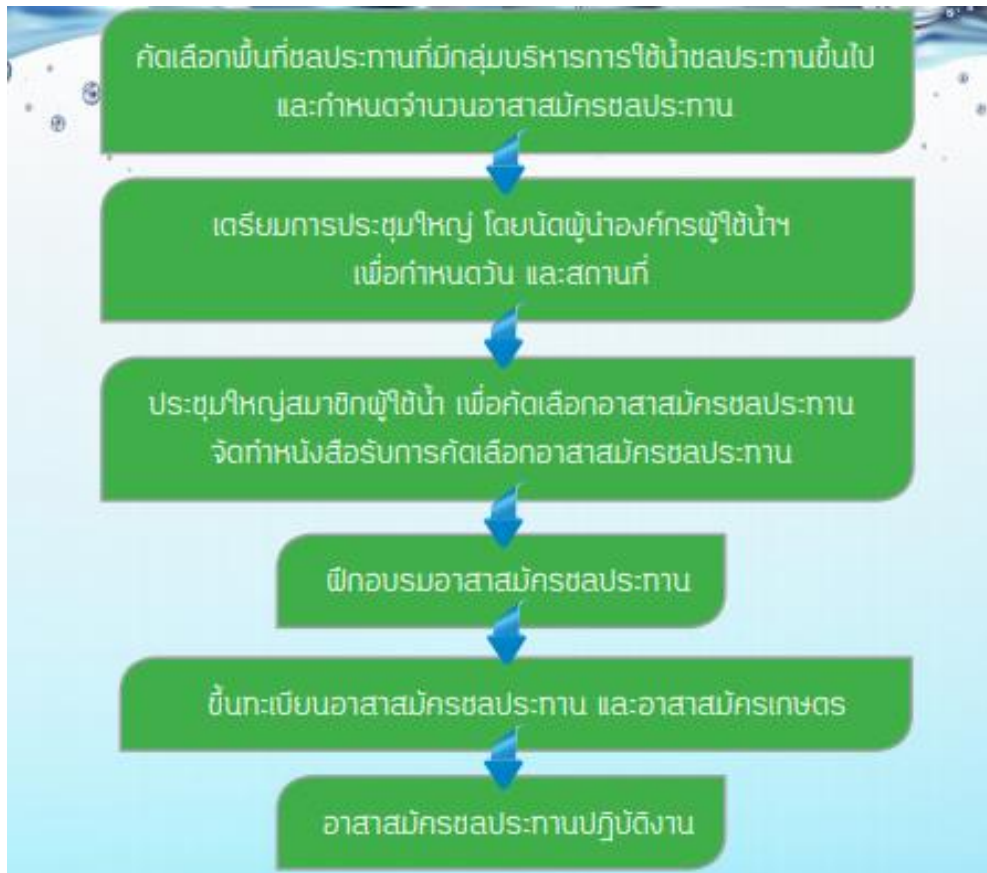 คัดเลือกพื้นที่ชลประทานที่มีกลุ่มบริหารการใช้น้ำชลประทานขึ้นไป
และกำหนดจำนวนอาสาสมัครชลประทาน
เตรียมการประชุมใหญ่ โดยนัดผู้นำองค์กรผู้ใช้น้ำฯ
เพื่อกำหนดวัน และสถานที่
ประชุมใหญ่สมาชิกผู้ใช้น้ำ เพื่อคัดเลือกอาสาสมัครชลประทาน
จัดทำหนังสือรับการคัดเลือกอาสาสมัครชลประทาน
ฝึกอบรมอาสาสมัครชลประทาน
ขึ้นทะเบียนอาสาสมัครชลประทาน และอาสาสมัครเกษตร
อาสาสมัครชลประทานปฏิบัติงาน